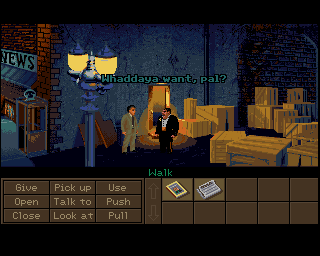 NEWS
Whaddaya want, pal?
Walk
Give Pick up Use
Open Talk to Push
Close Look at Pull